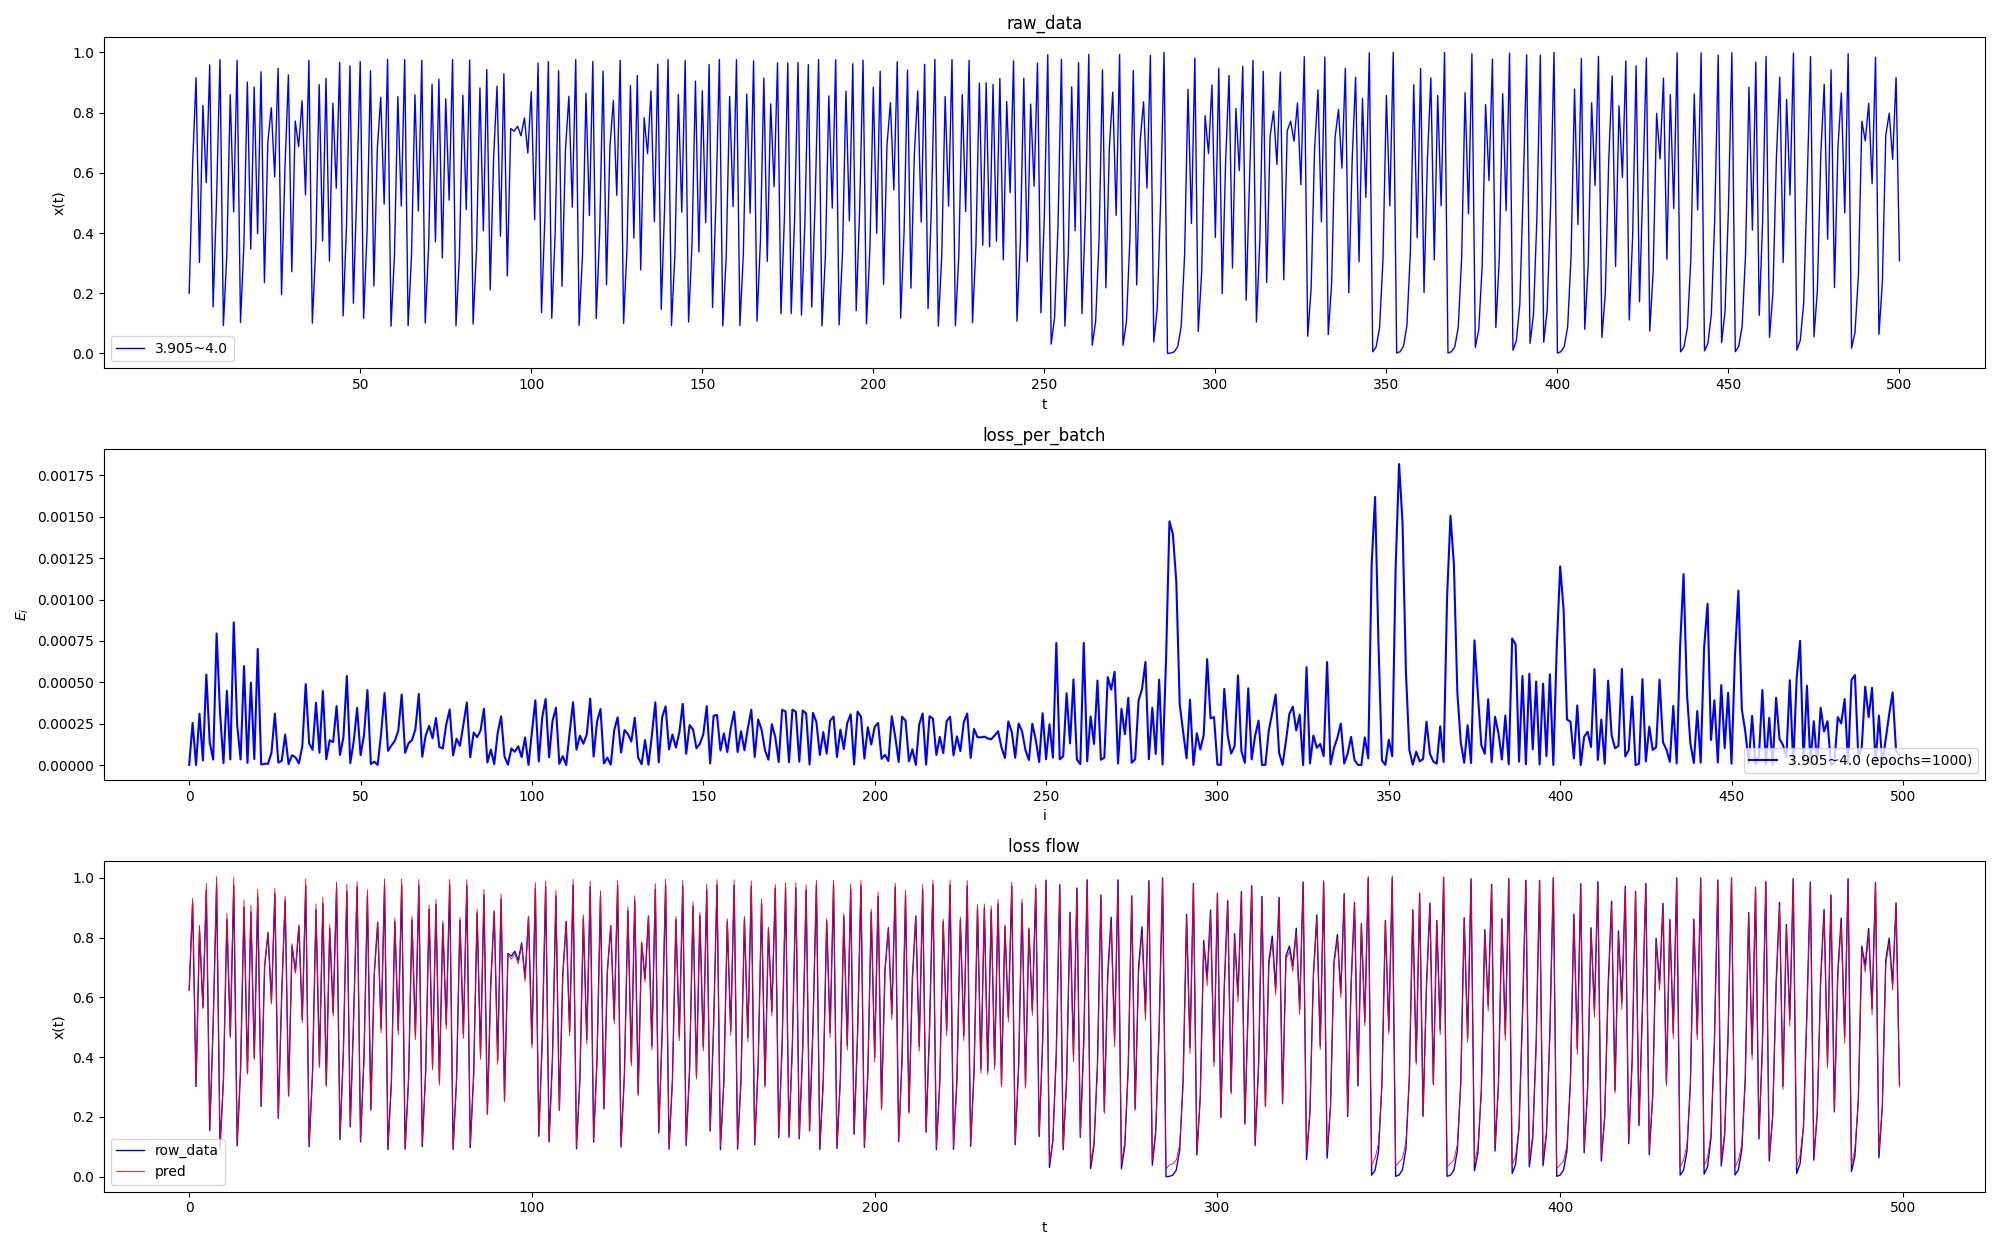 raw_data
1.0
0.8
0.6
0.4
0.2
0.0
x(t)
3.905~4.0
50 100 150 200 250 300 350 400 450 500
t
loss_per_batch
0.00175
0.00150
0.00125
0.00100
0.00075
0.00050
0.00025
0.00000
E_i
3.905~4.0 (epochs=1000)
0 50 100 150 200 250 300 350 400 450 500
i
loss flow
1.0
0.8
0.6
0.4
0.2
0.0
x(t)
row_data
pred
0 100 200 300 400 500
t